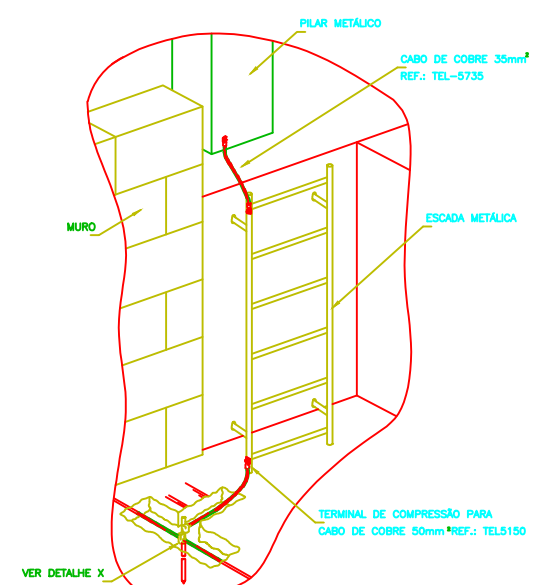 PILAR METÁLICO
CABO DE COBRE 35mm²
REF.: TEL-5735
MURO
ESCADA METÁLICA
TERMINAL DE COMPRESSÃO PARA
CABO DE COBRE 50mm² REF.: TEL5150
VER DETALHE X